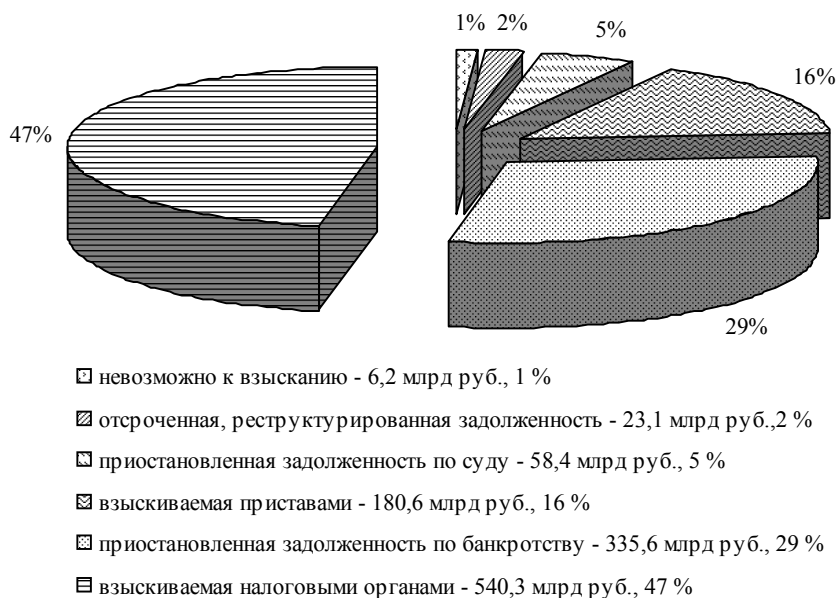 1%
2%
5%
16%
47%
29%
невозможно к взысканию - 6,2 млрд руб., 1 %
отсроченная, реструктурированная задолженность - 23,1 млрд руб.,2 %
приостановленная задолженность по суду - 58,4 млрд руб., 5 %
взыскиваемая приставами - 180,6 млрд руб., 16 %
приостановленная задолженность по банкротству - 335,6 млрд руб., 29 %
взыскиваемая налоговыми органами - 540,3 млрд руб., 47 %